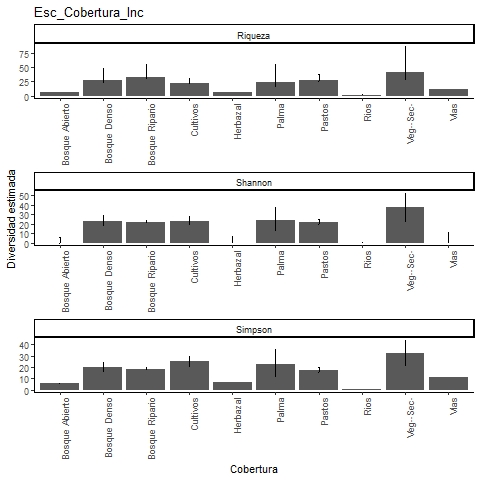 Esc_Cobertura_Inc
Riqueza
75
50
25
0
Bosque Abierto
Bosque Denso
Bosque Ripario
Cultivos
Herbazal
Palma
Pastos
Rios
Veg--Sec-
Vias
Diversidad estimada
Shannon
50
40
30
20
10
0
Bosque Abierto
Bosque Denso
Bosque Ripario
Cultivos
Herbazal
Palma
Pastos
Rios
Veg--Sec-
Vias
Simpson
40
30
20
10
0
Bosque Abierto
Bosque Denso
Bosque Ripario
Cultivos
Herbazal
Palma
Pastos
Rios
Veg--Sec-
Vias
Cobertura